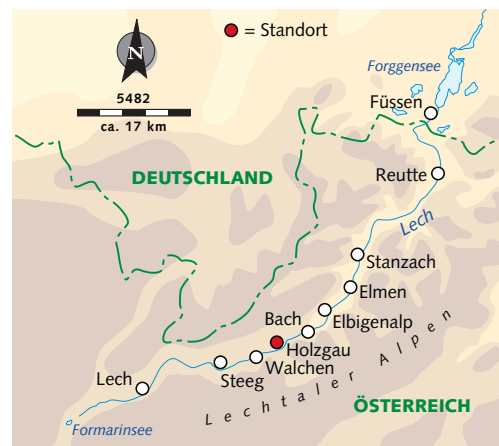 N
= Standort
5482
ca. 17 km
Forggensee
Füssen
DEUTSCHLAND
Reutte
Lech
Stanzach
Elmen
Bach
Elbigenalp
Holzgau
Walchen
Steeg
Lech
Lechtaler Alpen
ÖSTERREICH
Formarinsee